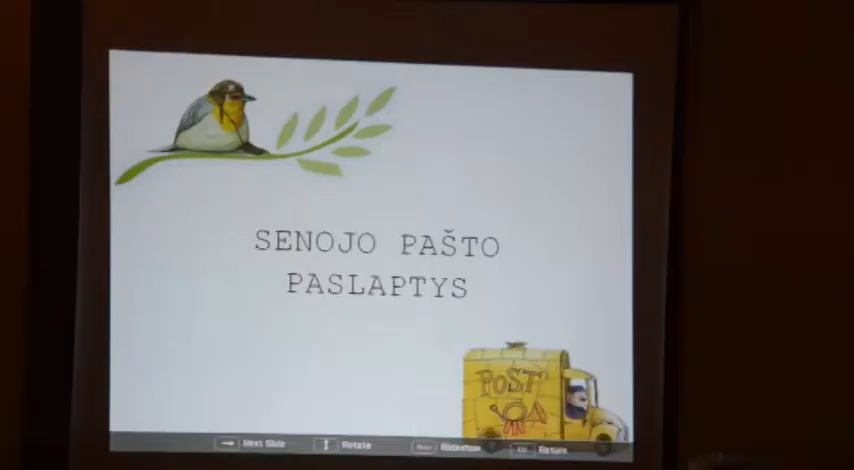 SENOJO PAŠTO
PASLAPTYS
POST
Next Slide
Rotate
Return